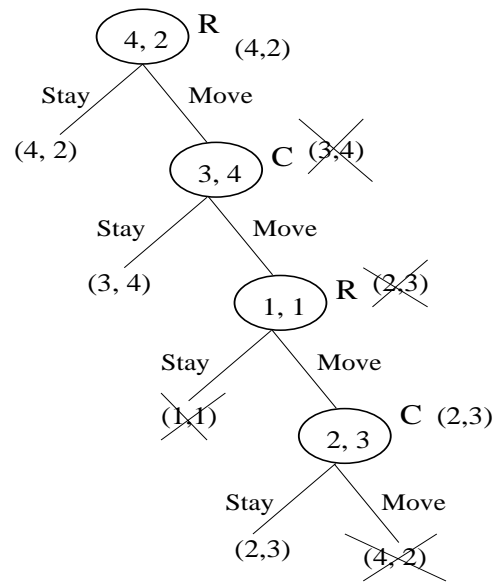 4, 2 R (4,2)
Stay Move
(4, 2)
3, 4 C (3,4)
Stay Move
(3, 4)
1, 1 R (2,3)
Stay Move
(1,1)
2, 3 C (2,3)
Stay Move
(2,3) (4, 2)